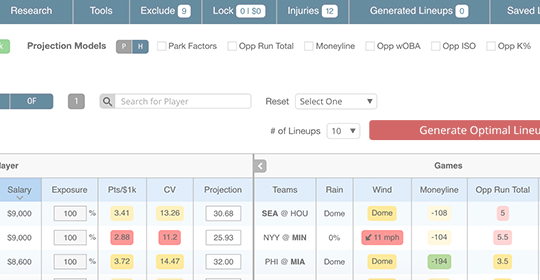 Research Tools Exclude 9 Lock 0 | $0 Injuries 12 Generated Lineups 0 Saved
Projection Models P H Park Factors Opp Run Total Moneyline Opp wOBA Opp ISO Opp K%
OF 1 Search for Player Reset Select One
# of Lineups 10 Generate Optimal
Games
Salary Exposure Pts/$1k CV Projection Teams Rain Wind Moneyline Opp Run Total
$9,000 100 % 3.41 13.26 30.68 SEA @ HOU Dome Dome -108 5
$9,000 100 % 2.88 11.2 25.93 NYY @ MIN 0% 11 mph -104 5.5
$8,600 100 % 3.72 14.47 32.00 PHI @ MIA Dome Dome -194 3.5